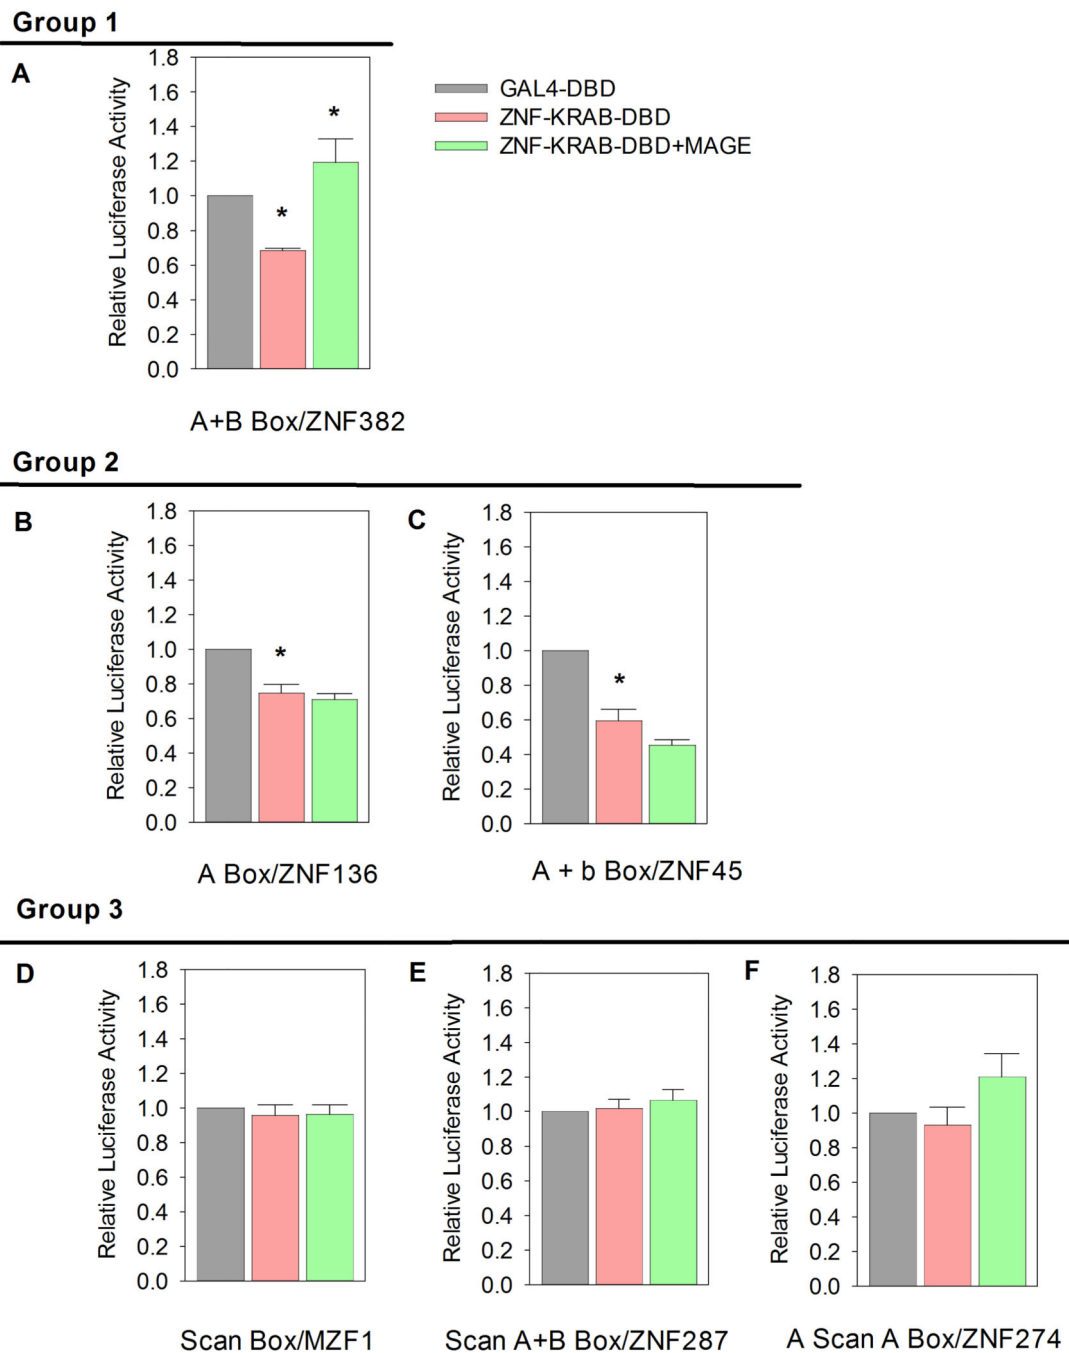 Group 1
A
Relative Luciferase Activity
1.8
1.6
1.4
1.2
1.0
0.8
0.6
0.4
0.2
0.0
*
*
A+B Box/ZNF382
GAL4-DBD
ZNF-KRAB-DBD
ZNF-KRAB-DBD+MAGE
Group 2
B
Relative Luciferase Activity
1.8
1.6
1.4
1.2
1.0
0.8
0.6
0.4
0.2
0.0
*
A Box/ZNF136
C
Relative Luciferase Activity
1.8
1.6
1.4
1.2
1.0
0.8
0.6
0.4
0.2
0.0
*
A + b Box/ZNF45
Group 3
D
Relative Luciferase Activity
1.8
1.6
1.4
1.2
1.0
0.8
0.6
0.4
0.2
0.0
Scan Box/MZF1
E
Relative Luciferase Activity
1.8
1.6
1.4
1.2
1.0
0.8
0.6
0.4
0.2
0.0
Scan A+B Box/ZNF287
F
Relative Luciferase Activity
1.8
1.6
1.4
1.2
1.0
0.8
0.6
0.4
0.2
0.0
A Scan A Box/ZNF274